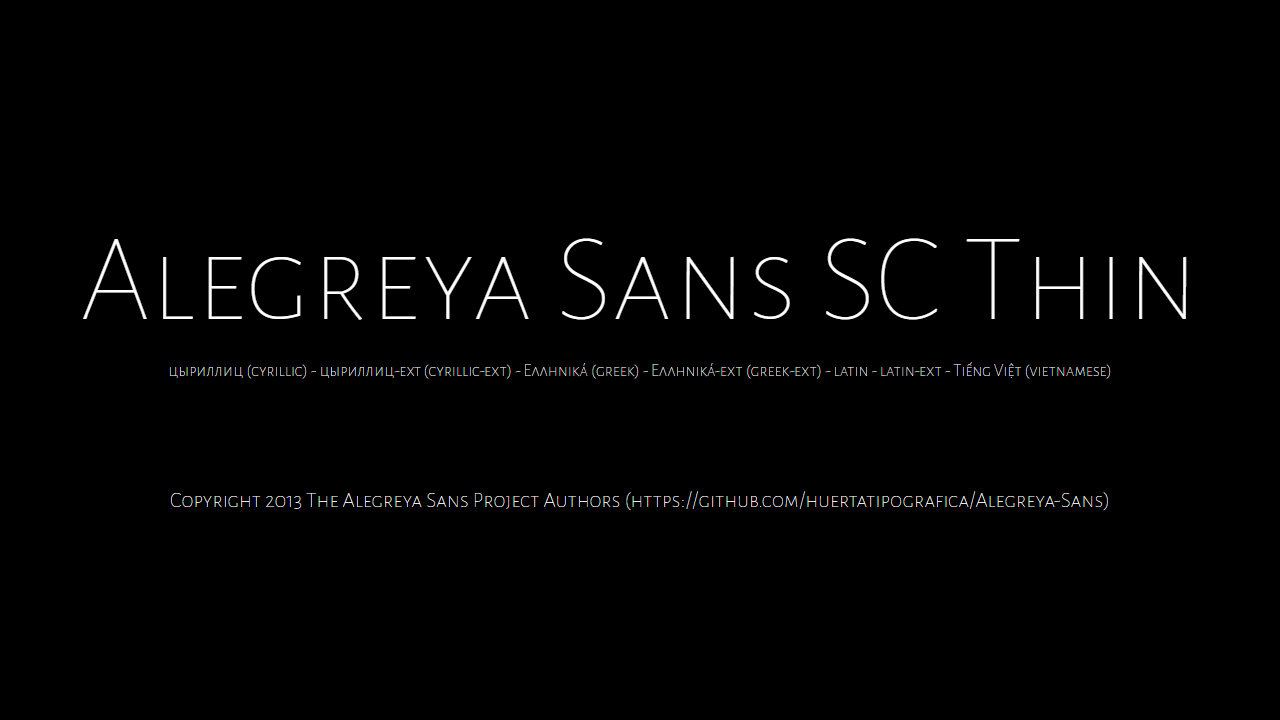 Alegreya Sans SC Thin
цыриллиц (cyrillic) - цыриллиц-ext (cyrillic-ext) - Ελληνικά (greek) - Ελληνικά-ext (greek-ext) - latin - latin-ext - Tiếng Việt (vietnamese)
Copyright 2013 The Alegreya Sans Project Authors (https://github.com/huertatipografica/Alegreya-Sans)